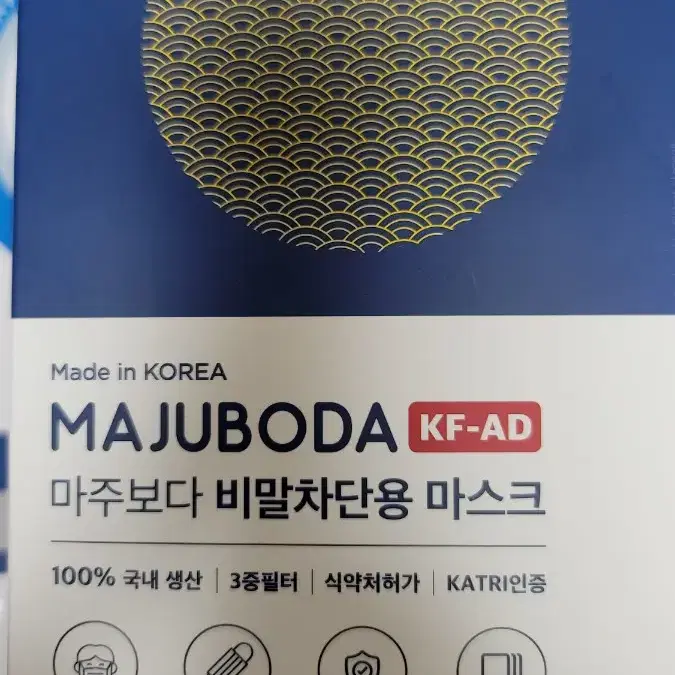 Made in KOREA
MAJUBODA KF-AD
마주보다 비말차단용 마스크
100% 국내 생산 | 3중필터 | 식약처허가 | KATRI인증